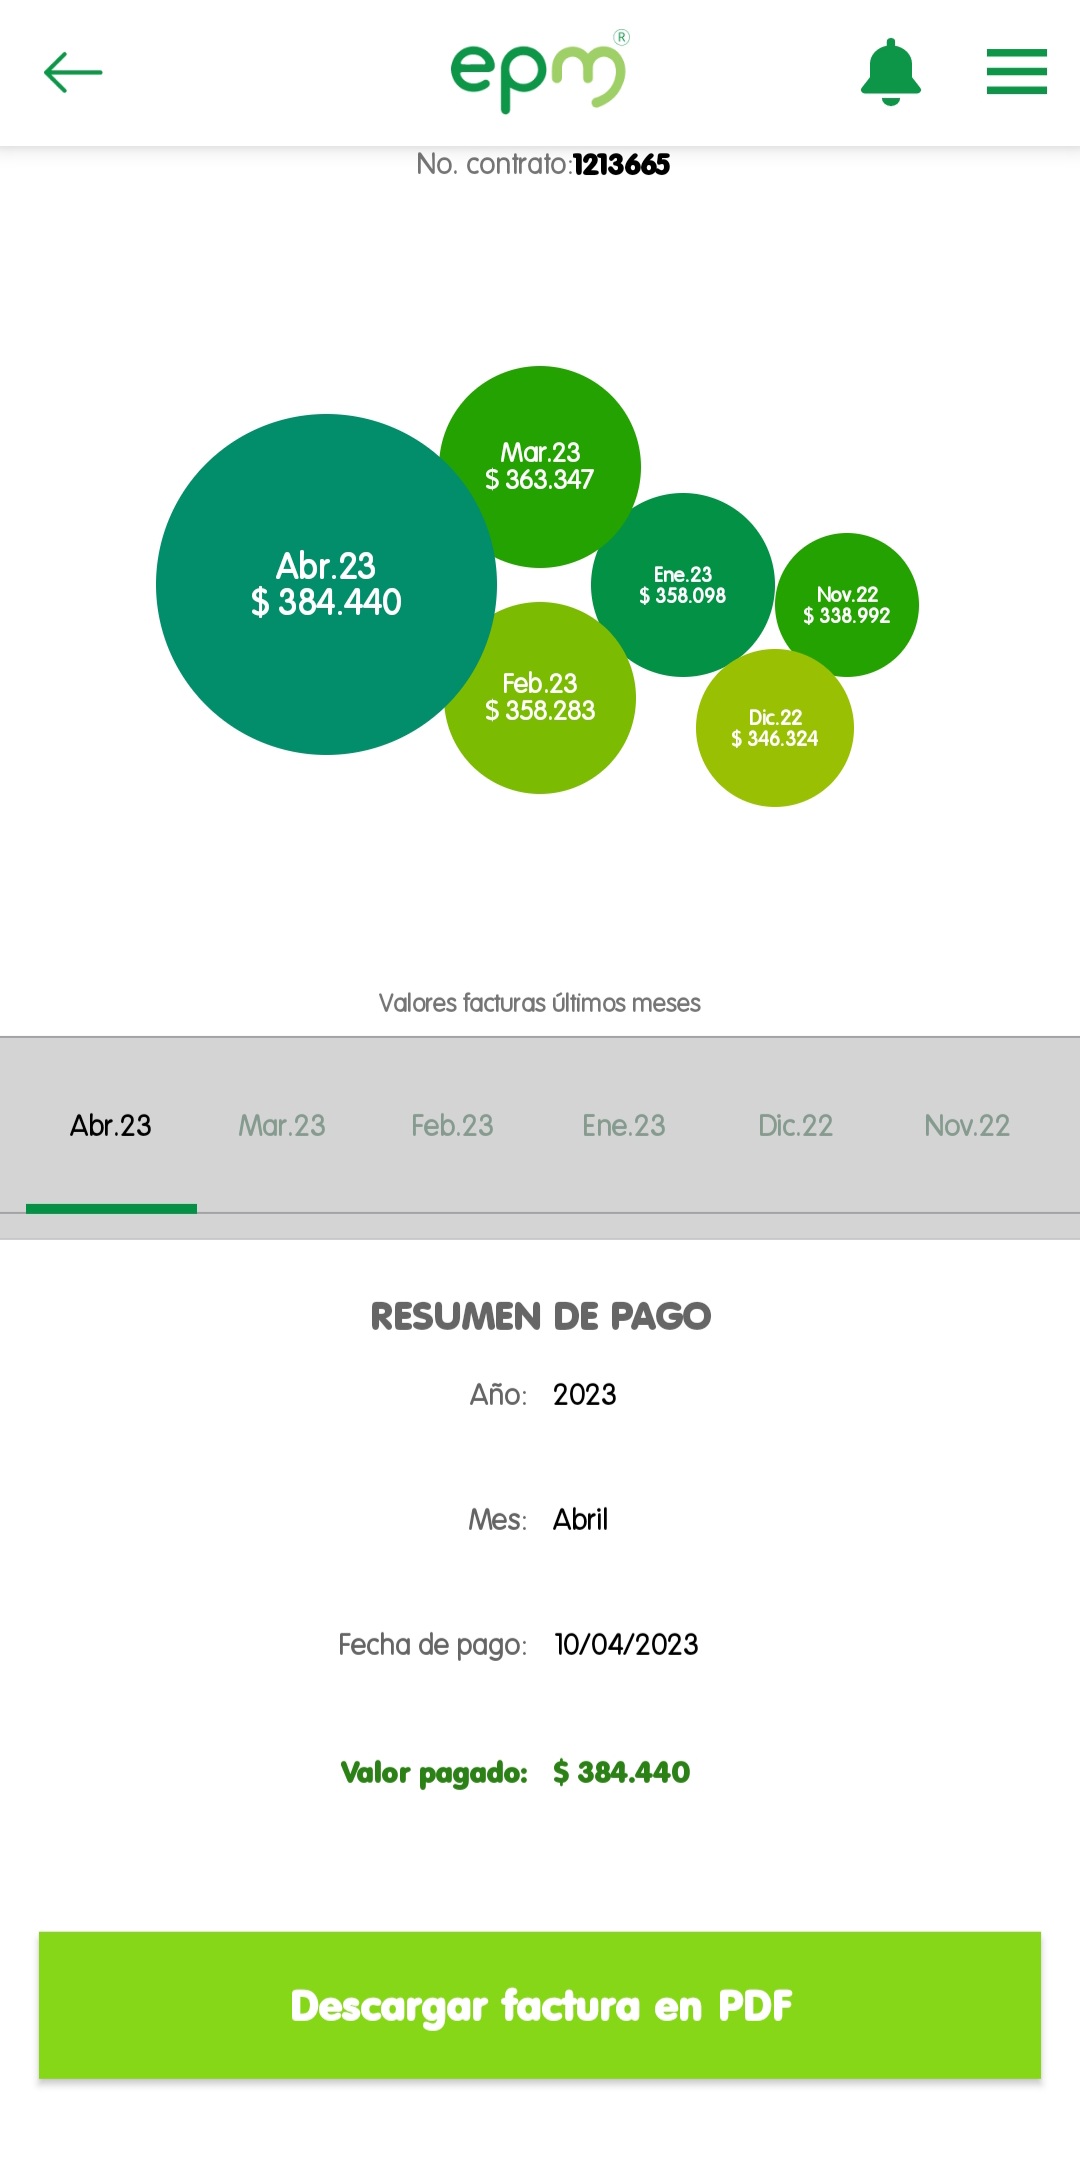 epm®
No. contrato:1213665
Mar.23
$ 363.347
Abr.23
$ 384.440
Ene.23
$ 358.098
Nov.22
$ 338.992
Feb.23
$ 358.283
Dic.22
$ 346.324
Valores facturas últimos meses
Abr.23 Mar.23 Feb.23 Ene.23 Dic.22 Nov.22
RESUMEN DE PAGO
Año: 2023
Mes: Abril
Fecha de pago: 10/04/2023
Valor pagado: $ 384.440
Descargar factura en PDF